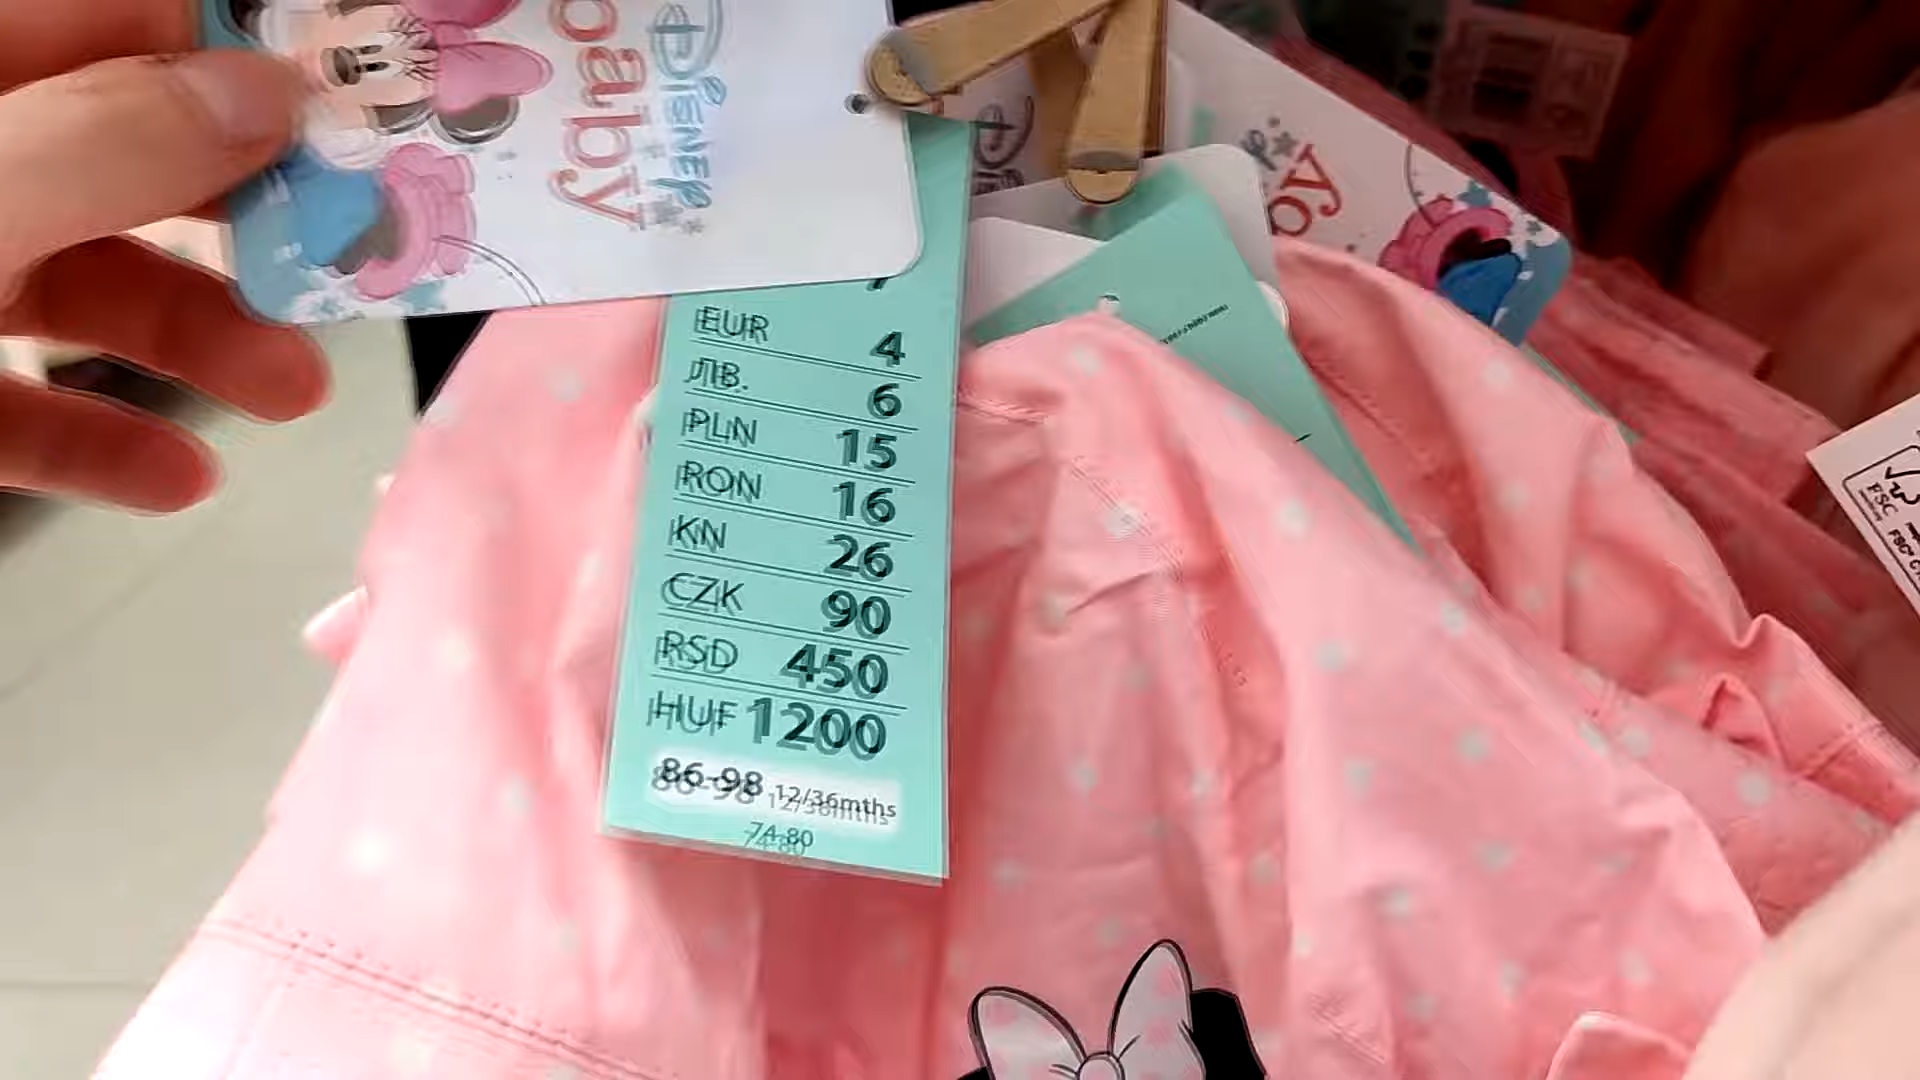 Disney
baby
EUR 4
ЛВ. 6
PLN 15
RON 16
KN 26
CZK 90
RSD 450
HUF 1200
86-98 12/36mths
74-80
FSC